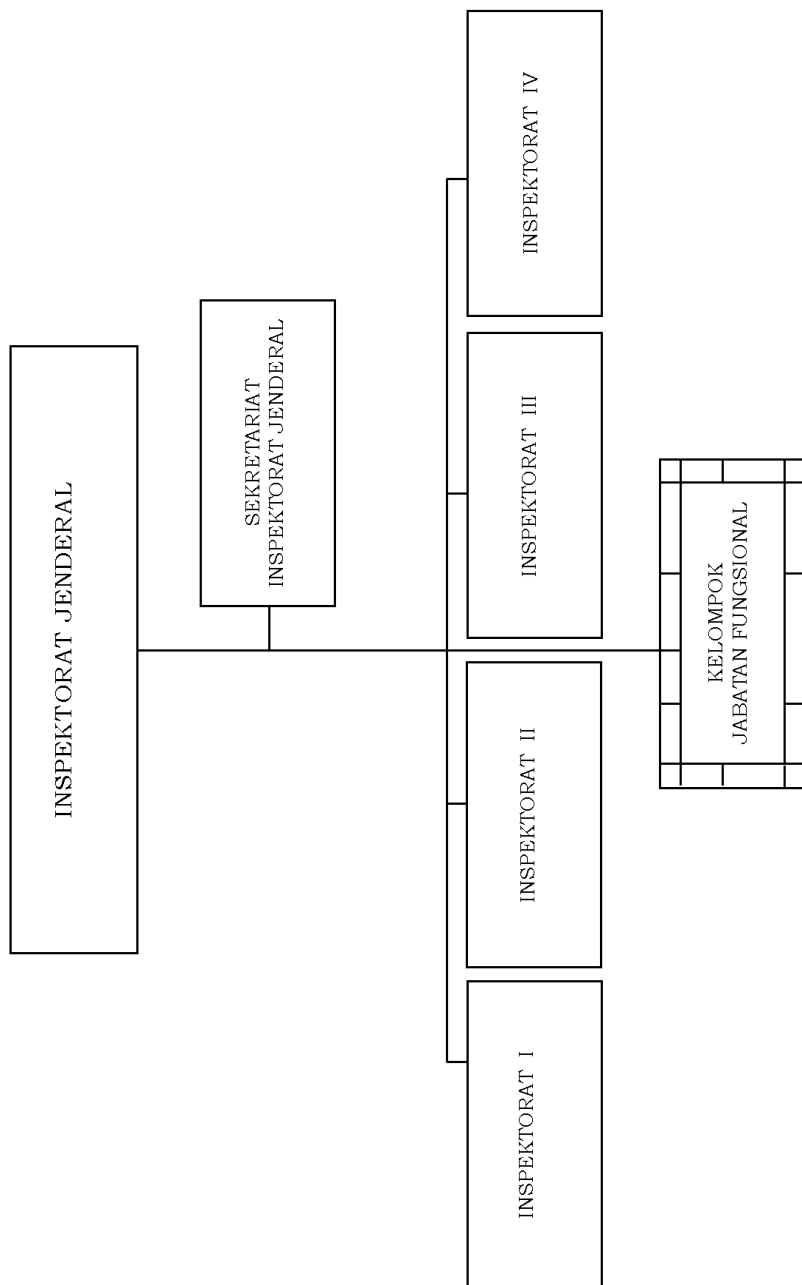 INSPEKTORAT JENDERAL
SEKRETARIAT
INSPEKTORAT JENDERAL
INSPEKTORAT I
INSPEKTORAT II
INSPEKTORAT III
INSPEKTORAT IV
KELOMPOK
JABATAN FUNGSIONAL